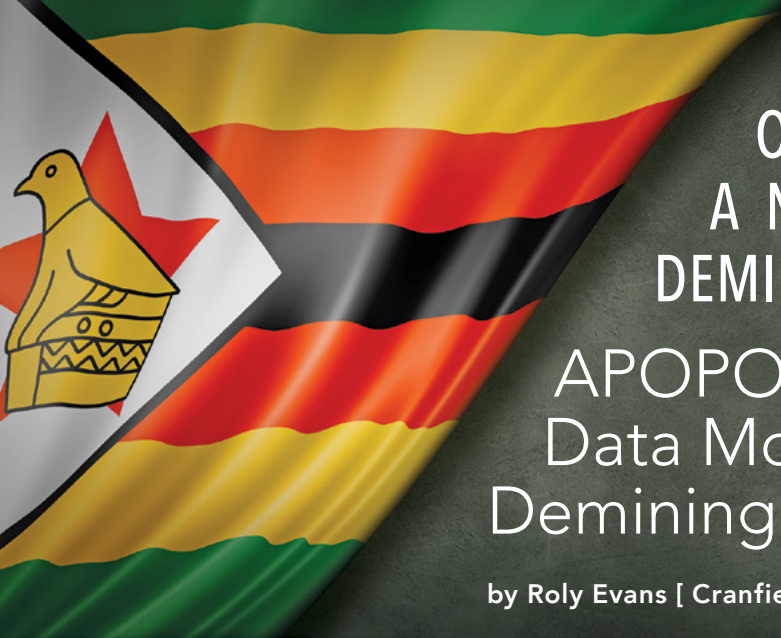 O
A N
DEMI
APOPO
Data Mo
Demining
by Roly Evans [ Cranfie